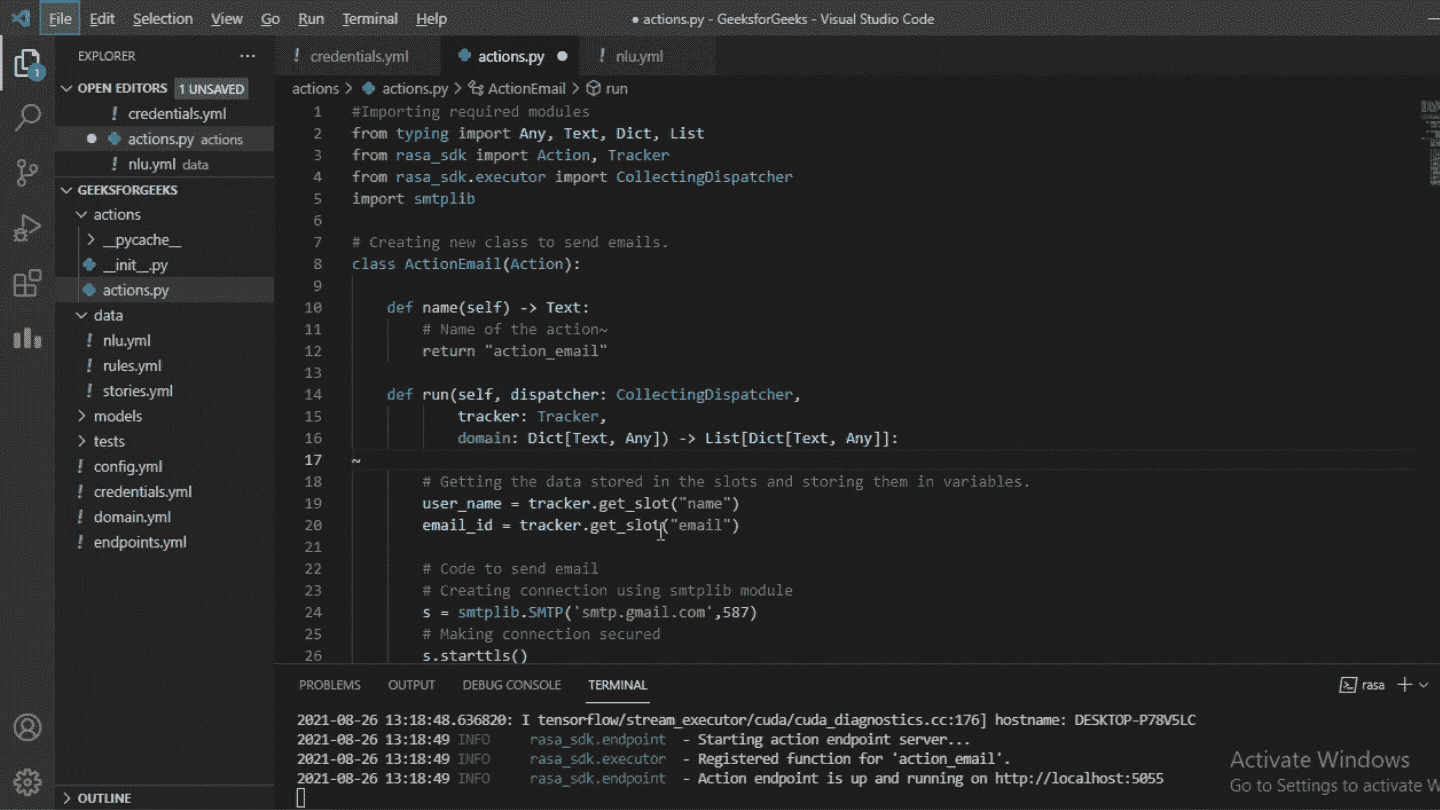 File Edit Selection View Go Run Terminal Help ● actions.py - GeeksforGeeks - Visual Studio Code
EXPLORER ...
1
OPEN EDITORS 1 UNSAVED
! credentials.yml
● actions.py actions
! nlu.yml data
GEEKSFORGEEKS
actions
__pycache__
__init__.py
actions.py
data
! nlu.yml
! rules.yml
! stories.yml
models
tests
! config.yml
! credentials.yml
! domain.yml
! endpoints.yml
OUTLINE
! credentials.yml actions.py ● ! nlu.yml
actions > actions.py > ActionEmail > run
1 #Importing required modules
2 from typing import Any, Text, Dict, List
3 from rasa_sdk import Action, Tracker
4 from rasa_sdk.executor import CollectingDispatcher
5 import smtplib
6
7 # Creating new class to send emails.
8 class ActionEmail(Action):
9
10 def name(self) -> Text:
11 # Name of the action~
12 return "action_email"
13
14 def run(self, dispatcher: CollectingDispatcher,
15 tracker: Tracker,
16 domain: Dict[Text, Any]) -> List[Dict[Text, Any]]:
17 ~
18 # Getting the data stored in the slots and storing them in variables.
19 user_name = tracker.get_slot("name")
20 email_id = tracker.get_slot("email")
21
22 # Code to send email
23 # Creating connection using smtplib module
24 s = smtplib.SMTP('smtp.gmail.com',587)
25 # Making connection secured
26 s.starttls()
PROBLEMS OUTPUT DEBUG CONSOLE TERMINAL rasa
2021-08-26 13:18:48.636820: I tensorflow/stream_executor/cuda/cuda_diagnostics.cc:176] hostname: DESKTOP-P78V5LC
2021-08-26 13:18:49 INFO rasa_sdk.endpoint - Starting action endpoint server...
2021-08-26 13:18:49 INFO rasa_sdk.executor - Registered function for 'action_email'.
2021-08-26 13:18:49 INFO rasa_sdk.endpoint - Action endpoint is up and running on http://localhost:5055
Activate Windows
Go to Settings to activate W